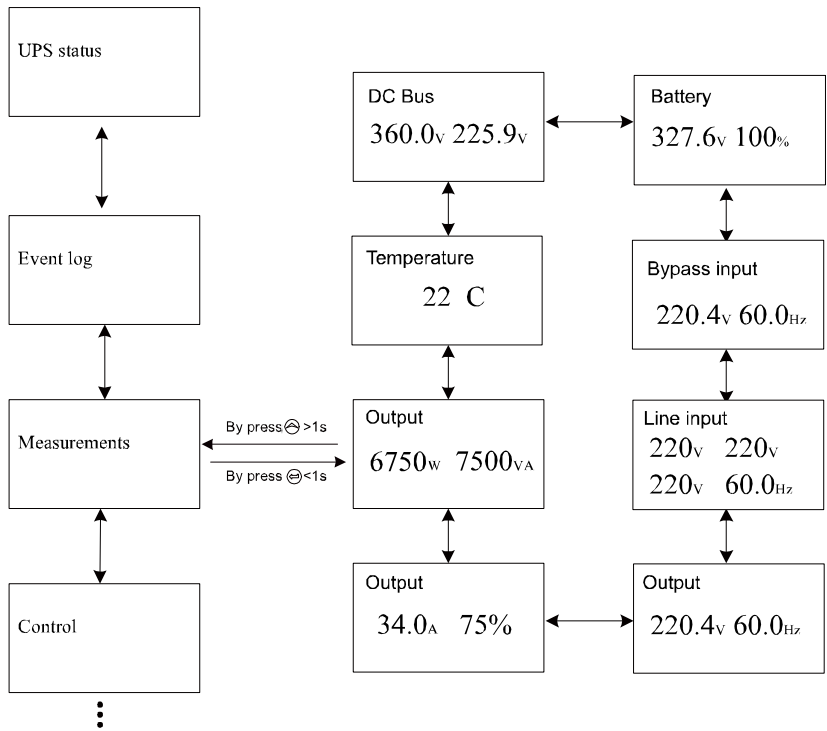 UPS status
Event log
Measurements
Control
By press >1s
By press <1s
DC Bus
360.0V 225.9V
Temperature
22 C
Output
6750W 7500VA
Output
34.0A 75%
Battery
327.6V 100%
Bypass input
220.4V 60.0Hz
Line input
220V 220V
220V 60.0Hz
Output
220.4V 60.0Hz